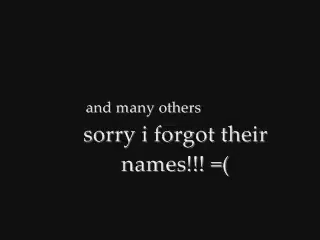 and many others
sorry i forgot their
names!!! =(